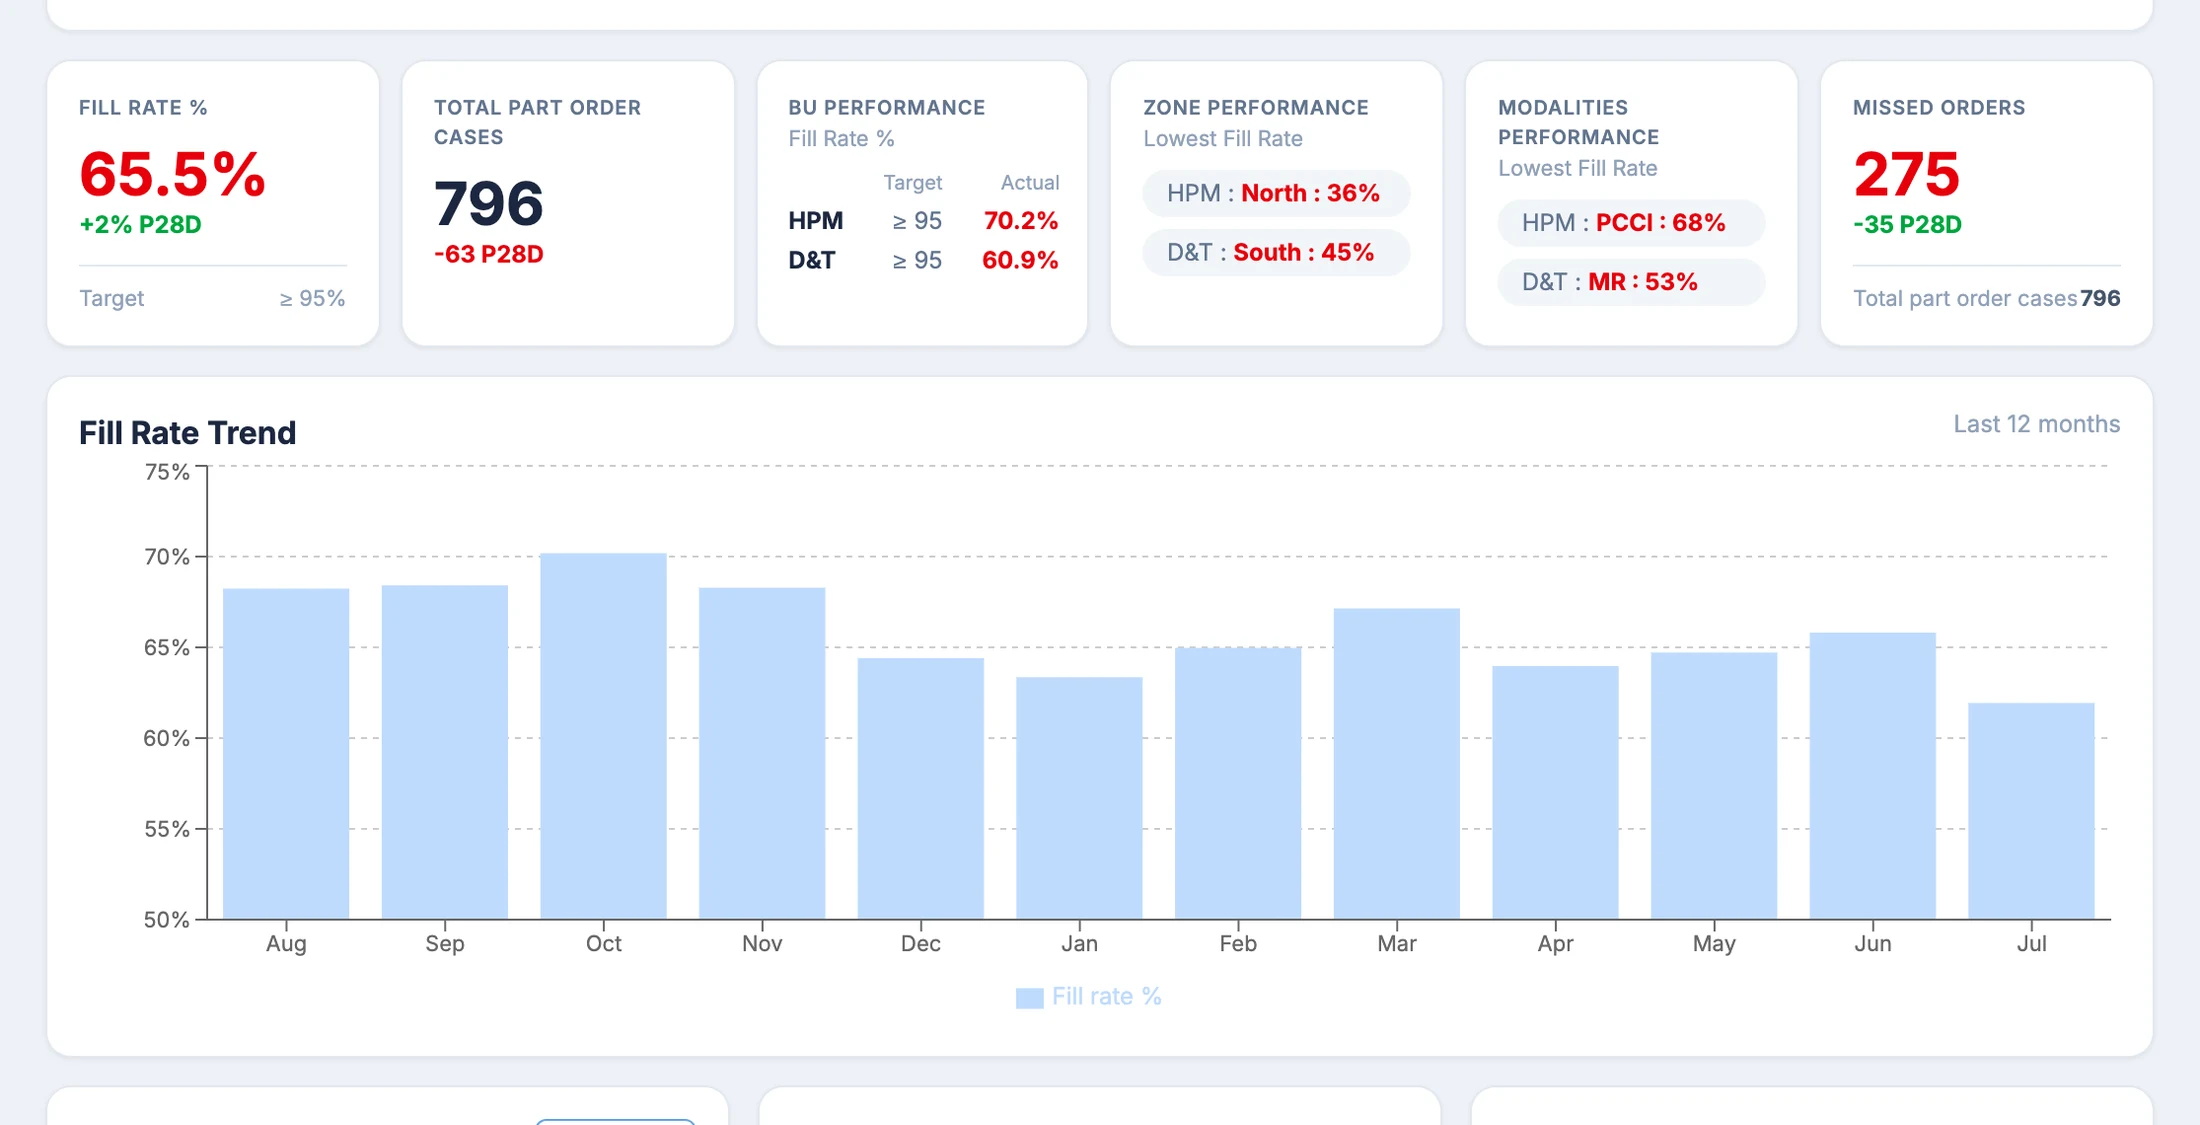 FILL RATE %
65.5%
+2% P28D
Target ≥ 95%
TOTAL PART ORDER
CASES
796
-63 P28D
BU PERFORMANCE
Fill Rate %
Target Actual
HPM ≥ 95 70.2%
D&T ≥ 95 60.9%
ZONE PERFORMANCE
Lowest Fill Rate
HPM : North : 36%
D&T : South : 45%
MODALITIES
PERFORMANCE
Lowest Fill Rate
HPM : PCCI : 68%
D&T : MR : 53%
MISSED ORDERS
275
-35 P28D
Total part order cases 796
Fill Rate Trend
Last 12 months
75%
70%
65%
60%
55%
50%
Aug Sep Oct Nov Dec Jan Feb Mar Apr May Jun Jul
Fill rate %